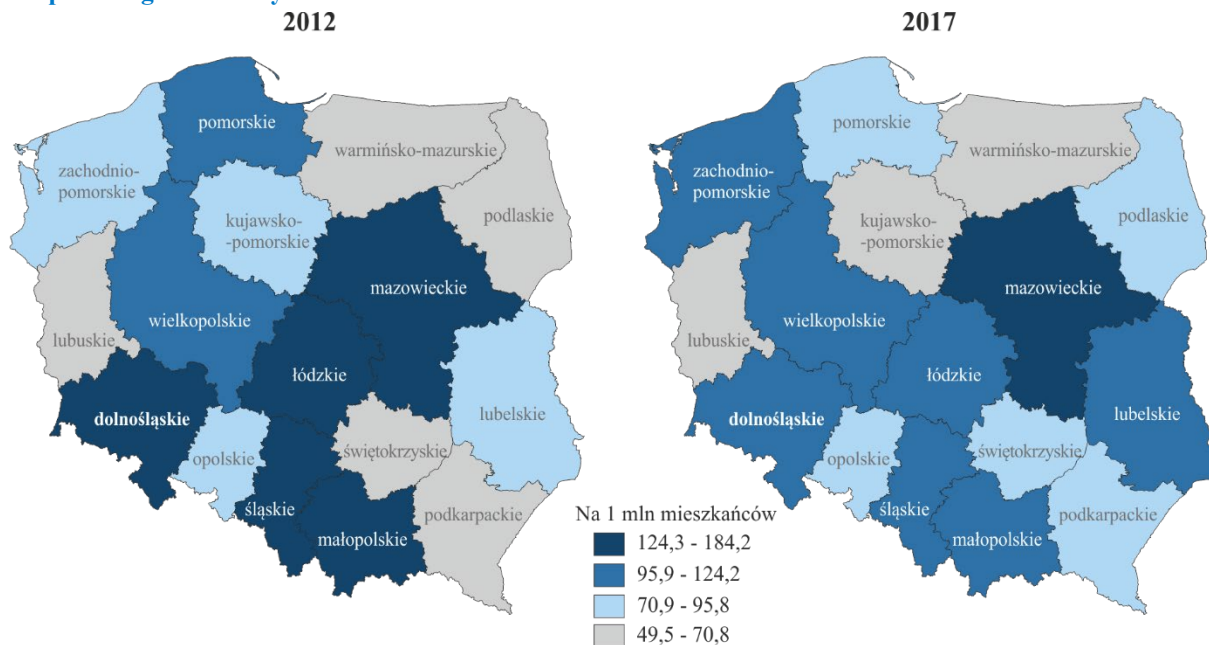 2012
pomorskie
warmińsko-mazurskie
zachodnio-
pomorskie
podlaskie
kujawsko-
-pomorskie
mazowieckie
wielkopolskie
lubuskie
łódzkie
dolnośląskie
lubelskie
opolskie
świętokrzyskie
śląskie
podkarpackie
małopolskie
2017
pomorskie
warmińsko-mazurskie
zachodnio-
pomorskie
podlaskie
kujawsko-
-pomorskie
mazowieckie
wielkopolskie
lubuskie
łódzkie
dolnośląskie
lubelskie
opolskie
świętokrzyskie
śląskie
podkarpackie
małopolskie
Na 1 mln mieszkańców
124,3 - 184,2
95,9 - 124,2
70,9 - 95,8
49,5 - 70,8